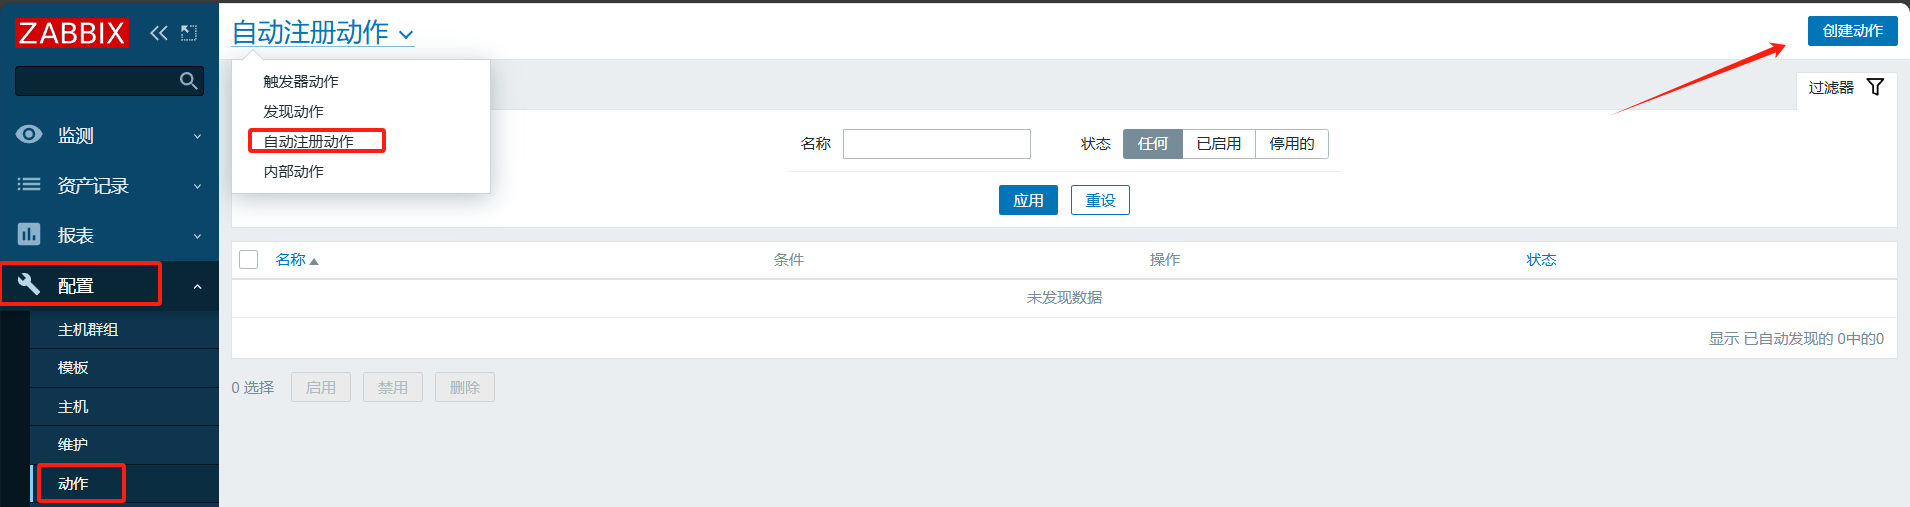 ZABBIX
监测
资产记录
报表
配置
主机群组
模板
主机
维护
动作
自动注册动作
创建动作
触发器动作
发现动作
自动注册动作
内部动作
过滤器
名称
状态 任何 已启用 停用的
应用 重设
名称 条件 操作 状态
未发现数据
显示 已自动发现的 0中的0
0 选择 启用 禁用 删除